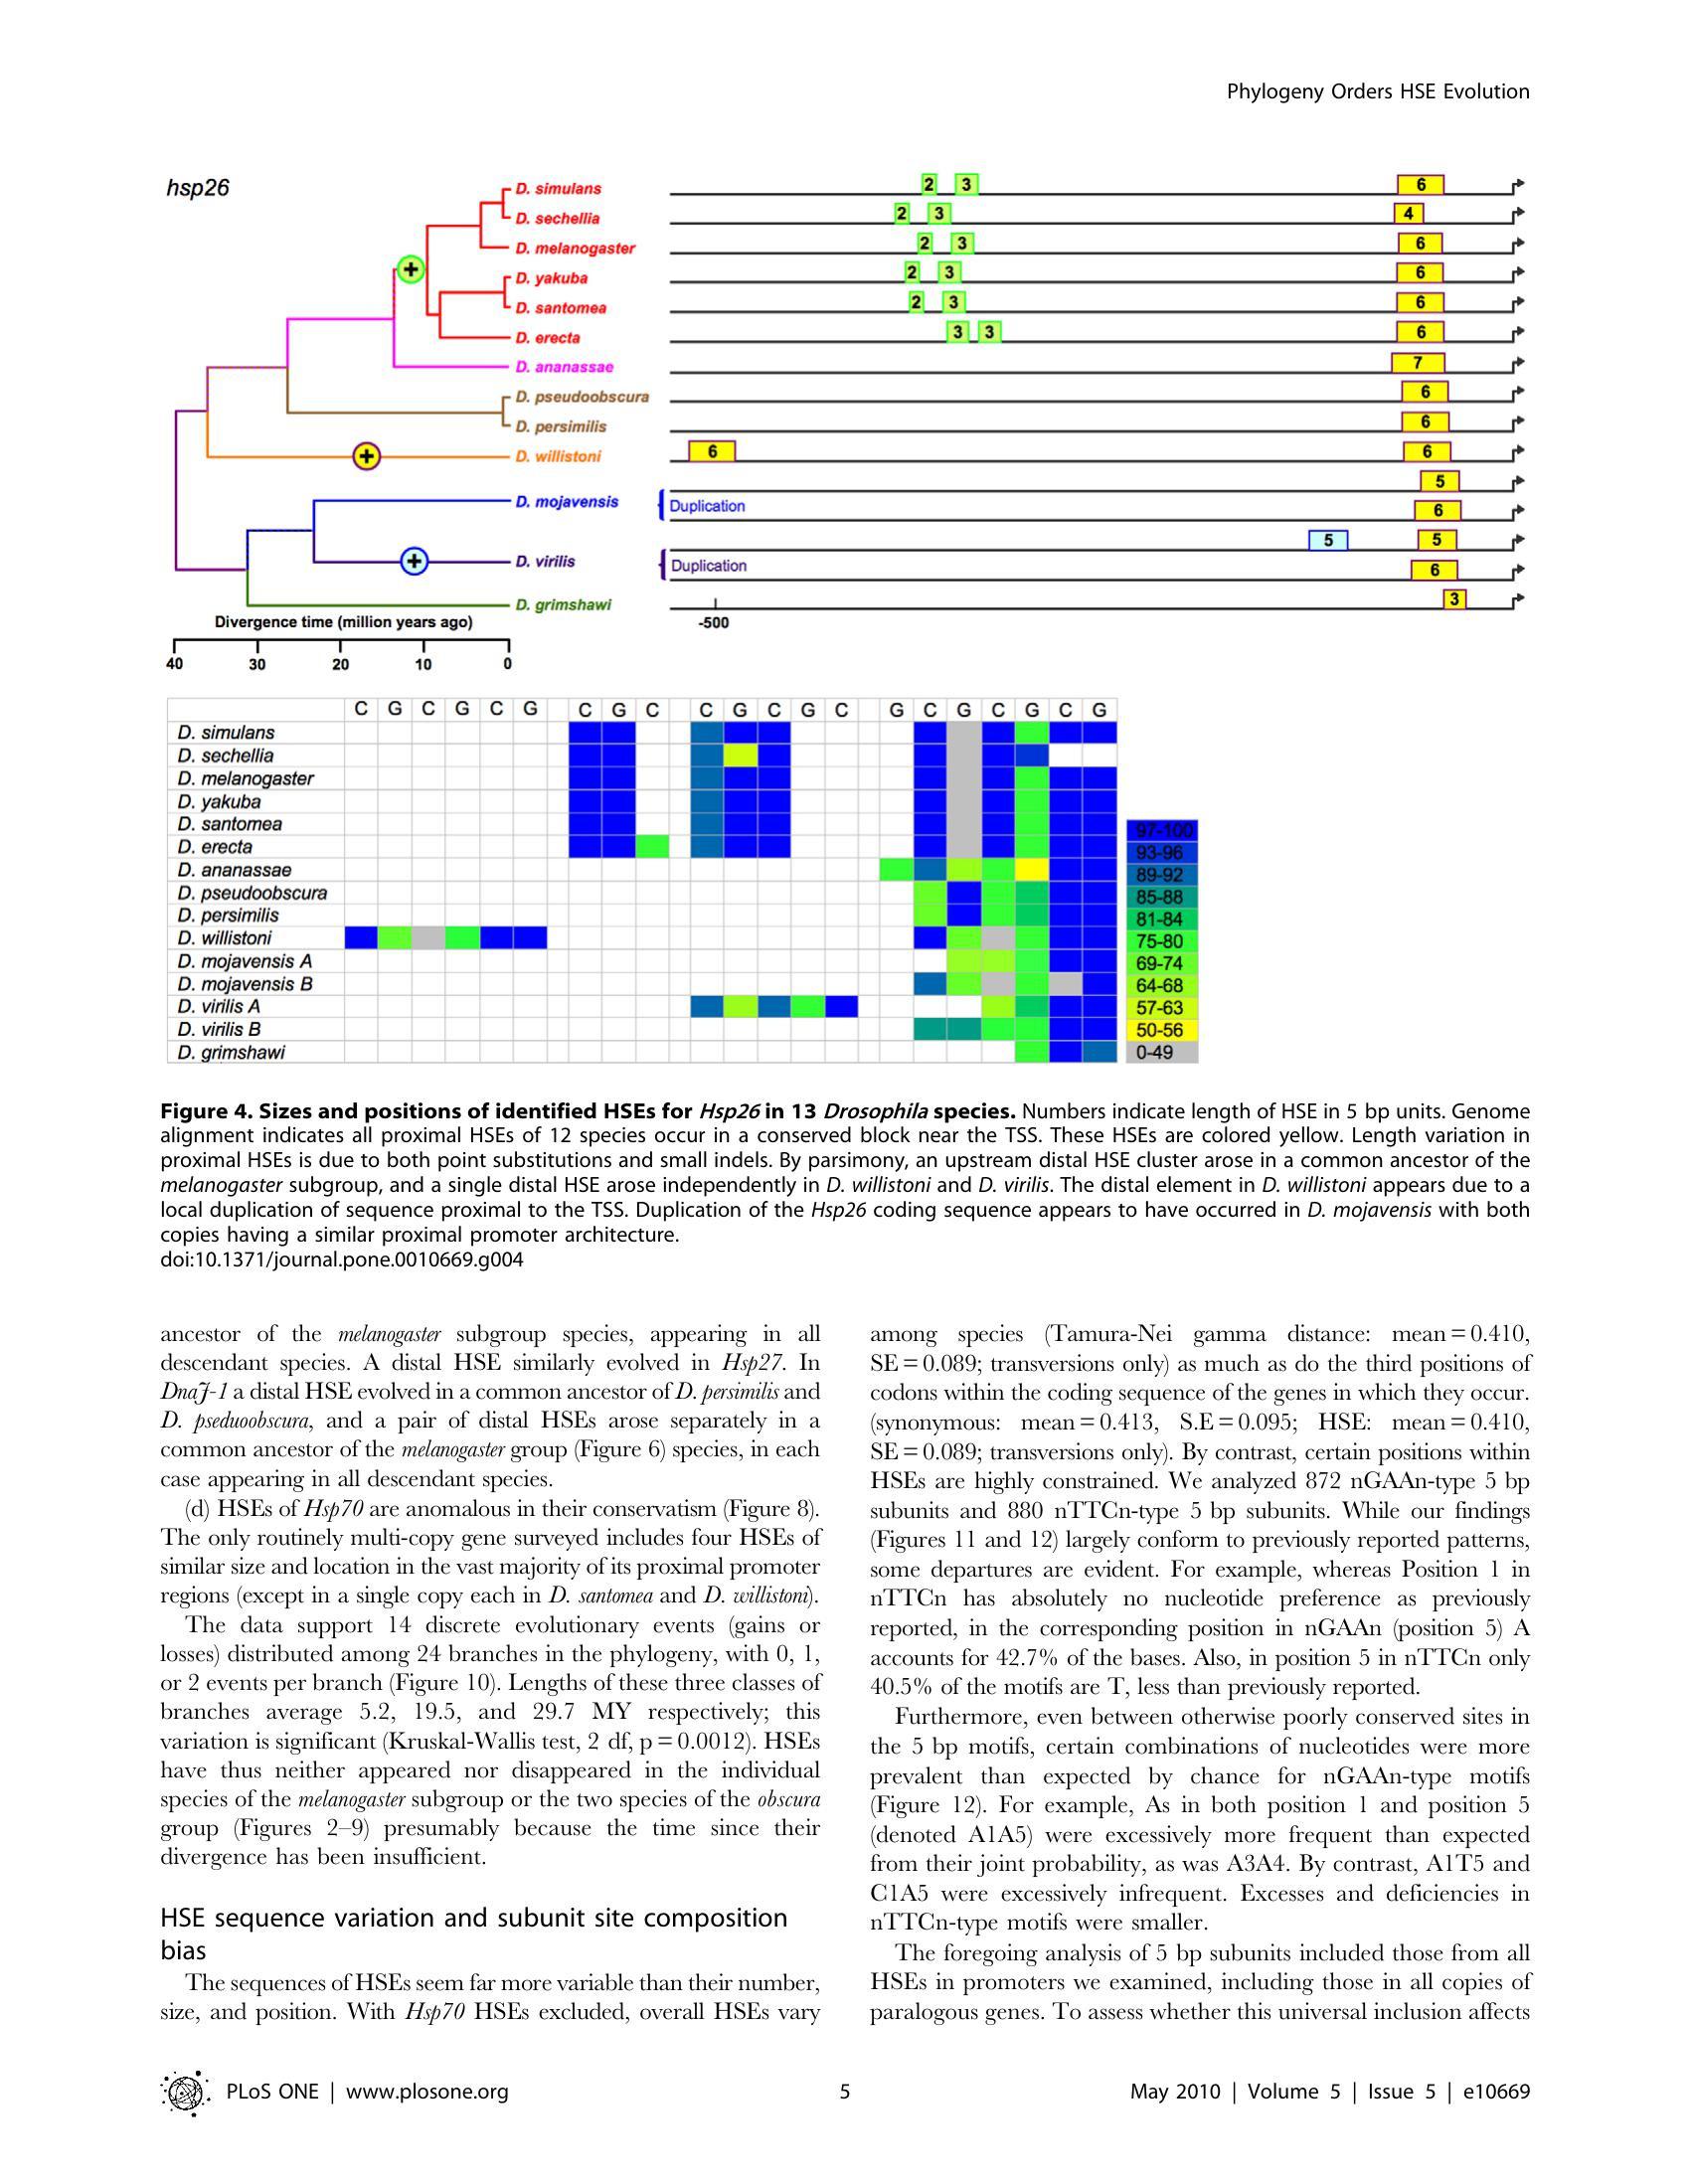 Phylogeny Orders HSE Evolution
hsp26
D. simulans 2 3 6
D. sechellia 2 3 4
D. melanogaster 2 3 6
D. yakuba 2 3 6
D. santomea 2 3 6
D. erecta 3 3 6
D. ananassae 7
D. pseudoobscura 6
D. persimilis 6
+ D. willistoni 6 6
5
D. mojavensis Duplication
6
5 5
+ D. virilis Duplication
6
D. grimshawi 3
Divergence time (million years ago) -500
40 30 20 10 0
C G C G C G C G C C G C G C G C G C G C G
D. simulans
D. sechellia
D. melanogaster
D. yakuba
D. santomea
D. erecta
D. ananassae
D. pseudoobscura
D. persimilis
D. willistoni
D. mojavensis A
D. mojavensis B
D. virilis A
D. virilis B
D. grimshawi
97-100
93-96
89-92
85-88
81-84
75-80
69-74
64-68
57-63
50-56
0-49
Figure 4. Sizes and positions of identified HSEs for Hsp26 in 13 Drosophila species. Numbers indicate length of HSE in 5 bp units. Genome
alignment indicates all proximal HSEs of 12 species occur in a conserved block near the TSS. These HSEs are colored yellow. Length variation in
proximal HSEs is due to both point substitutions and small indels. By parsimony, an upstream distal HSE cluster arose in a common ancestor of the
melanogaster subgroup, and a single distal HSE arose independently in D. willistoni and D. virilis. The distal element in D. willistoni appears due to a
local duplication of sequence proximal to the TSS. Duplication of the Hsp26 coding sequence appears to have occurred in D. mojavensis with both
copies having a similar proximal promoter architecture.
doi:10.1371/journal.pone.0010669.g004
ancestor of the melanogaster subgroup species, appearing in all
descendant species. A distal HSE similarly evolved in Hsp27. In
DnaJ-1 a distal HSE evolved in a common ancestor of D. persimilis and
D. pseduoobscura, and a pair of distal HSEs arose separately in a
common ancestor of the melanogaster group (Figure 6) species, in each
case appearing in all descendant species.
(d) HSEs of Hsp70 are anomalous in their conservatism (Figure 8).
The only routinely multi-copy gene surveyed includes four HSEs of
similar size and location in the vast majority of its proximal promoter
regions (except in a single copy each in D. santomea and D. willistoni).
The data support 14 discrete evolutionary events (gains or
losses) distributed among 24 branches in the phylogeny, with 0, 1,
or 2 events per branch (Figure 10). Lengths of these three classes of
branches average 5.2, 19.5, and 29.7 MY respectively; this
variation is significant (Kruskal-Wallis test, 2 df, p = 0.0012). HSEs
have thus neither appeared nor disappeared in the individual
species of the melanogaster subgroup or the two species of the obscura
group (Figures 2–9) presumably because the time since their
divergence has been insufficient.
HSE sequence variation and subunit site composition
bias
The sequences of HSEs seem far more variable than their number,
size, and position. With Hsp70 HSEs excluded, overall HSEs vary
among species (Tamura-Nei gamma distance: mean = 0.410,
SE = 0.089; transversions only) as much as do the third positions of
codons within the coding sequence of the genes in which they occur.
(synonymous: mean = 0.413, S.E = 0.095; HSE: mean = 0.410,
SE = 0.089; transversions only). By contrast, certain positions within
HSEs are highly constrained. We analyzed 872 nGAAn-type 5 bp
subunits and 880 nTTCn-type 5 bp subunits. While our findings
(Figures 11 and 12) largely conform to previously reported patterns,
some departures are evident. For example, whereas Position 1 in
nTTCn has absolutely no nucleotide preference as previously
reported, in the corresponding position in nGAAn (position 5) A
accounts for 42.7% of the bases. Also, in position 5 in nTTCn only
40.5% of the motifs are T, less than previously reported.
Furthermore, even between otherwise poorly conserved sites in
the 5 bp motifs, certain combinations of nucleotides were more
prevalent than expected by chance for nGAAn-type motifs
(Figure 12). For example, As in both position 1 and position 5
(denoted A1A5) were excessively more frequent than expected
from their joint probability, as was A3A4. By contrast, A1T5 and
C1A5 were excessively infrequent. Excesses and deficiencies in
nTTCn-type motifs were smaller.
The foregoing analysis of 5 bp subunits included those from all
HSEs in promoters we examined, including those in all copies of
paralogous genes. To assess whether this universal inclusion affects
PLoS ONE | www.plosone.org 5 May 2010 | Volume 5 | Issue 5 | e10669